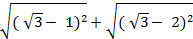 √(( √3 − 1)²) + √(( √3 − 2)²)